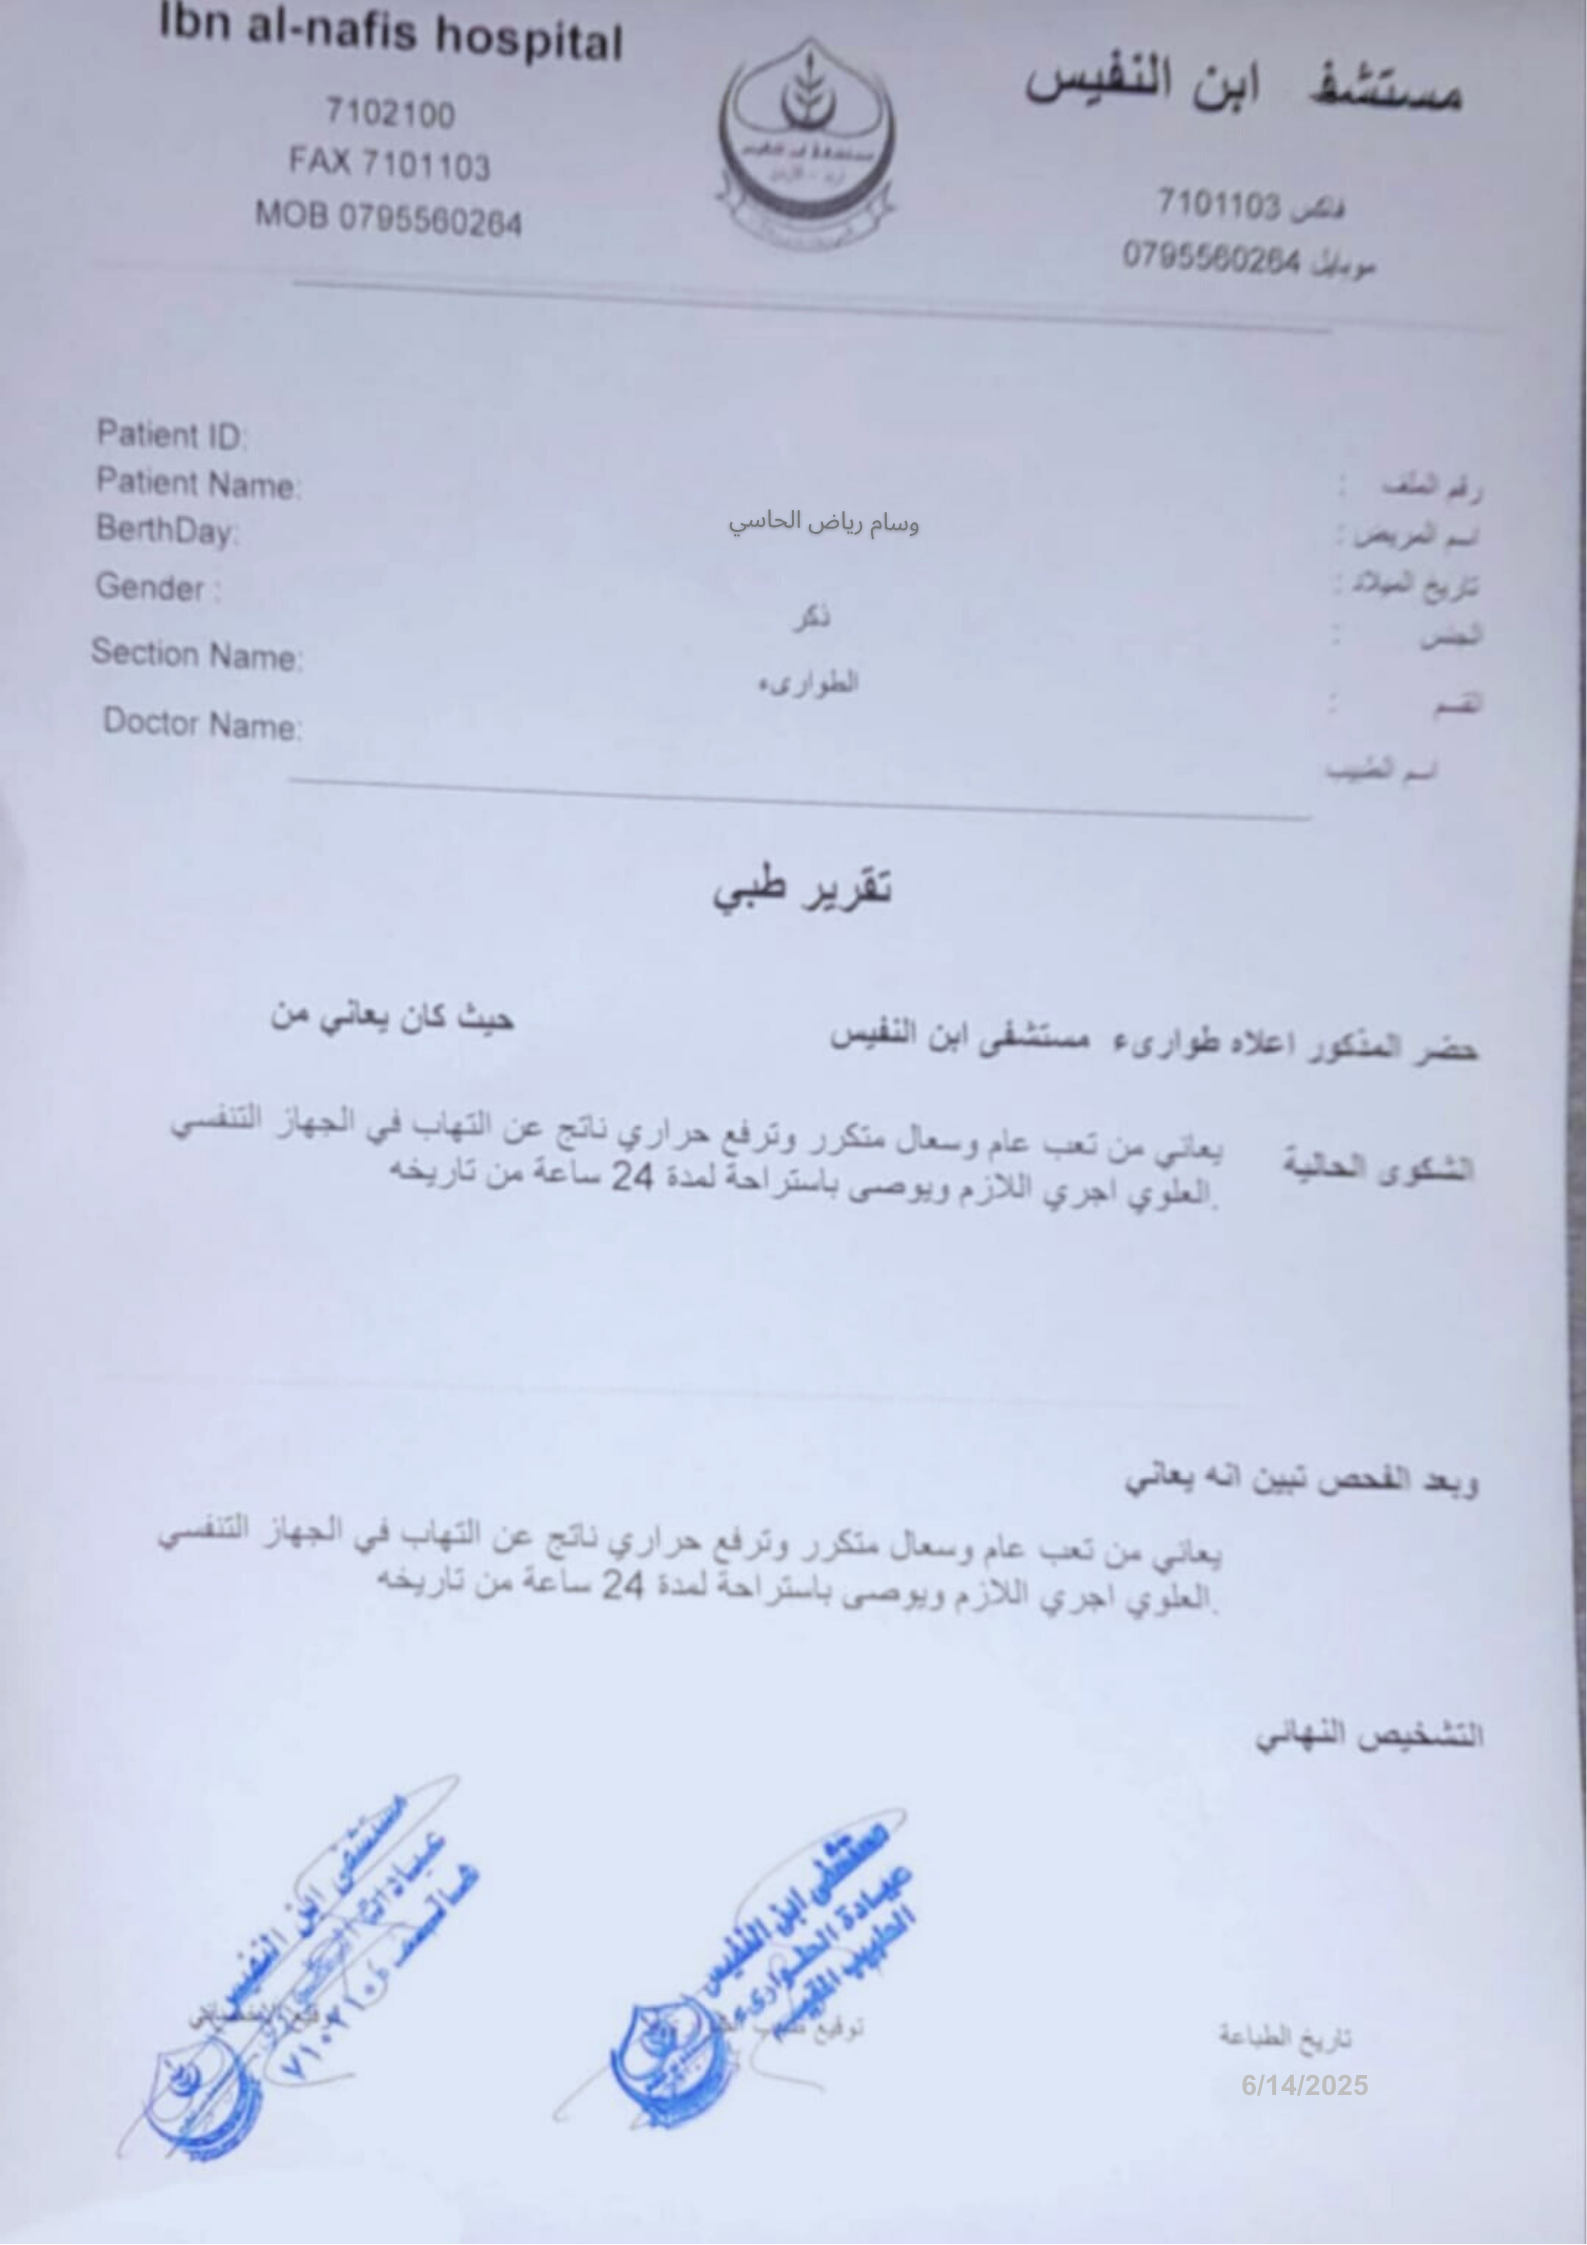 Ibn al-nafis hospital
7102100
FAX 7101103
MOB 0795560264
مستشف ابن النفيس
فاكس 7101103
موبايل 0795560264
مستشفى ابن النفيس
Patient ID:
رقم الملف :
Patient Name:
اسم المريض :
وسام رياض الحاسي
BerthDay:
تاريخ الميلاد :
Gender :
ذكر
الجنس :
Section Name:
الطوارىء
القسم :
Doctor Name:
اسم الطبيب
تقرير طبي
حضر المذكور اعلاه طوارىء مستشفى ابن النفيس حيث كان يعاني من
الشكوى الحالية يعاني من تعب عام وسعال متكرر وترفع حراري ناتج عن التهاب في الجهاز التنفسي
العلوي اجري اللازم ويوصى باستراحة لمدة 24 ساعة من تاريخه.
وبعد الفحص تبين انه يعاني
يعاني من تعب عام وسعال متكرر وترفع حراري ناتج عن التهاب في الجهاز التنفسي
العلوي اجري اللازم ويوصى باستراحة لمدة 24 ساعة من تاريخه.
التشخيص النهائي
مستشفى ابن النفيس
عيادة الطوارىء
الطبيب المقيم
مستشفى ابن النفيس
هاتف ٧١٠٢١٠٠
توقيع
تاريخ الطباعة
6/14/2025